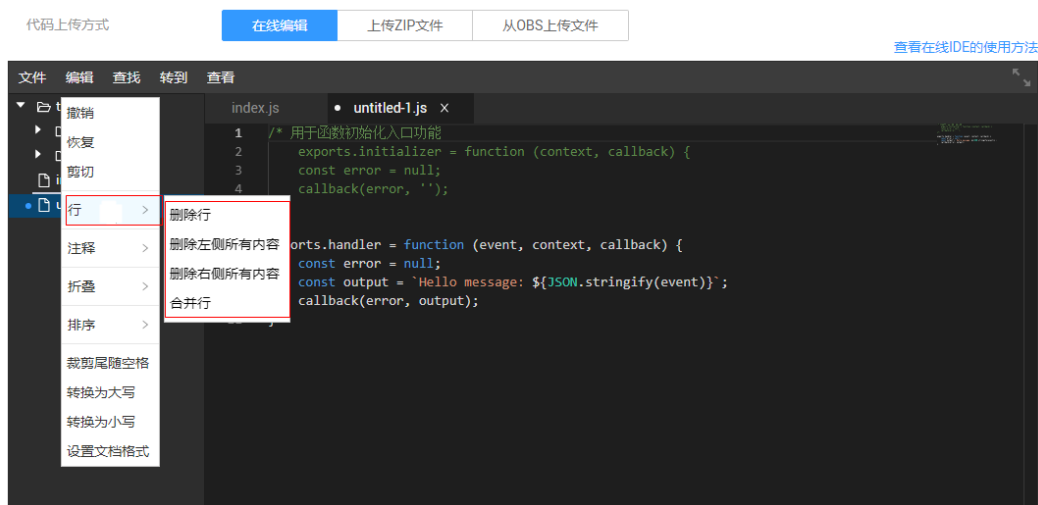 代码上传方式
在线编辑
上传ZIP文件
从OBS上传文件
查看在线IDE的使用方法
文件 编辑 查找 转到 查看
撤销
恢复
剪切
行
注释
折叠
排序
裁剪尾随空格
转换为大写
转换为小写
设置文档格式
删除行
删除左侧所有内容
删除右侧所有内容
合并行
index.js
untitled-1.js
1 /* 用于函数初始化入口功能
2 exports.initializer = function (context, callback) {
3 const error = null;
4 callback(error, '');
orts.handler = function (event, context, callback) {
const error = null;
const output = `Hello message: ${JSON.stringify(event)}`;
callback(error, output);